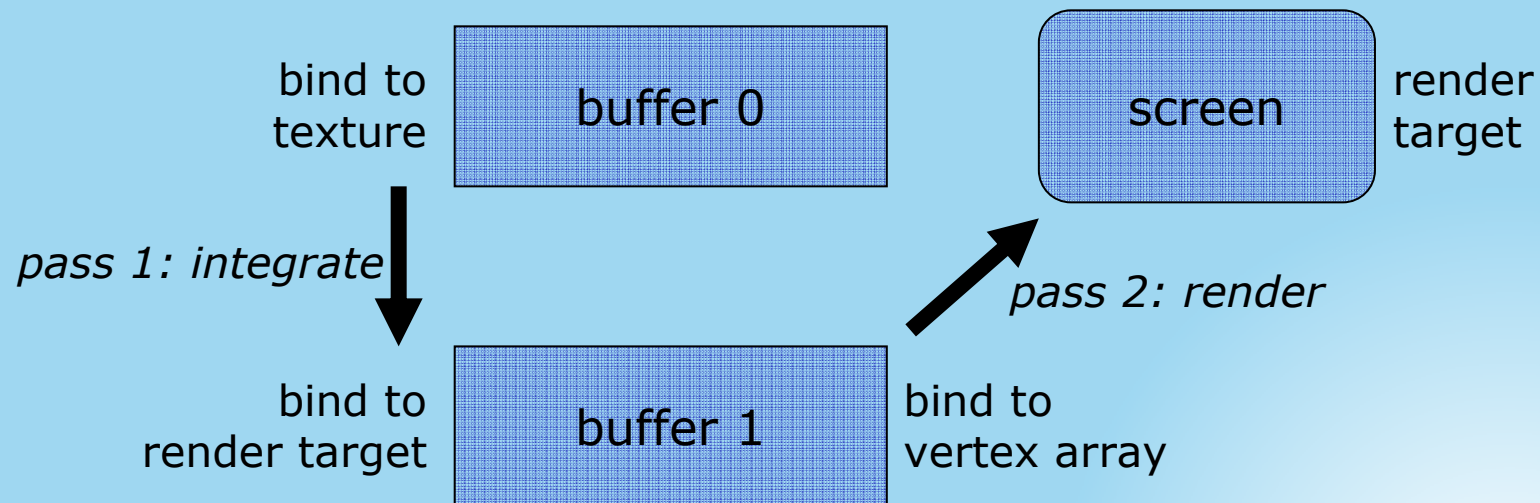 bind to
texture
buffer 0
screen
render
target
pass 1: integrate
pass 2: render
bind to
render target
buffer 1
bind to
vertex array